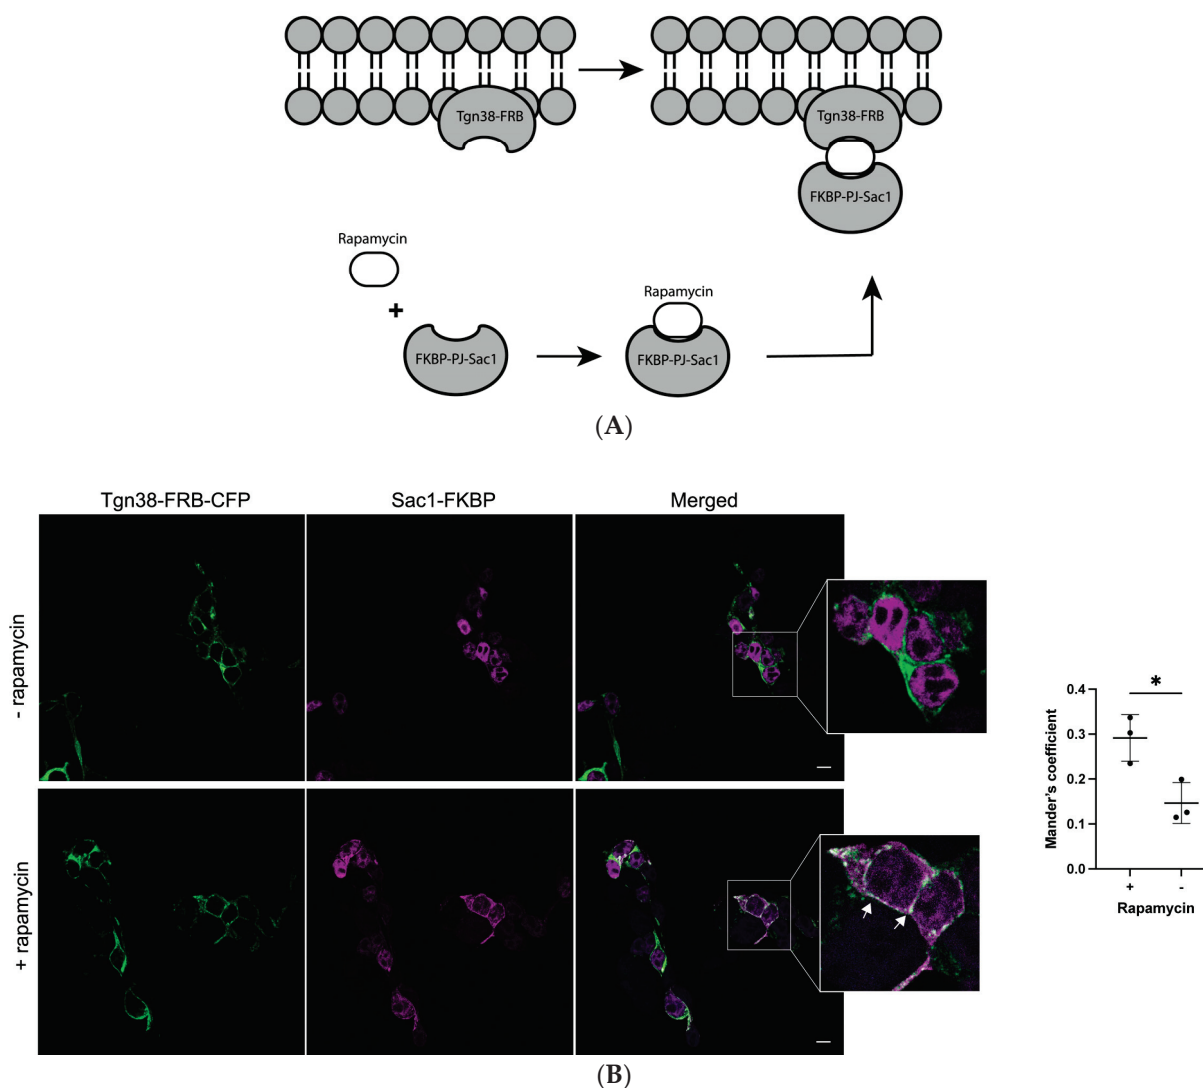 Tgn38-FRB
Tgn38-FRB
FKBP-PJ-Sac1
Rapamycin
+
FKBP-PJ-Sac1
Rapamycin
FKBP-PJ-Sac1
(A)
Tgn38-FRB-CFP
Sac1-FKBP
Merged
- rapamycin
+ rapamycin
Mander's coefficient
0.4
0.3
0.2
0.1
0.0
*
+ -
Rapamycin
(B)